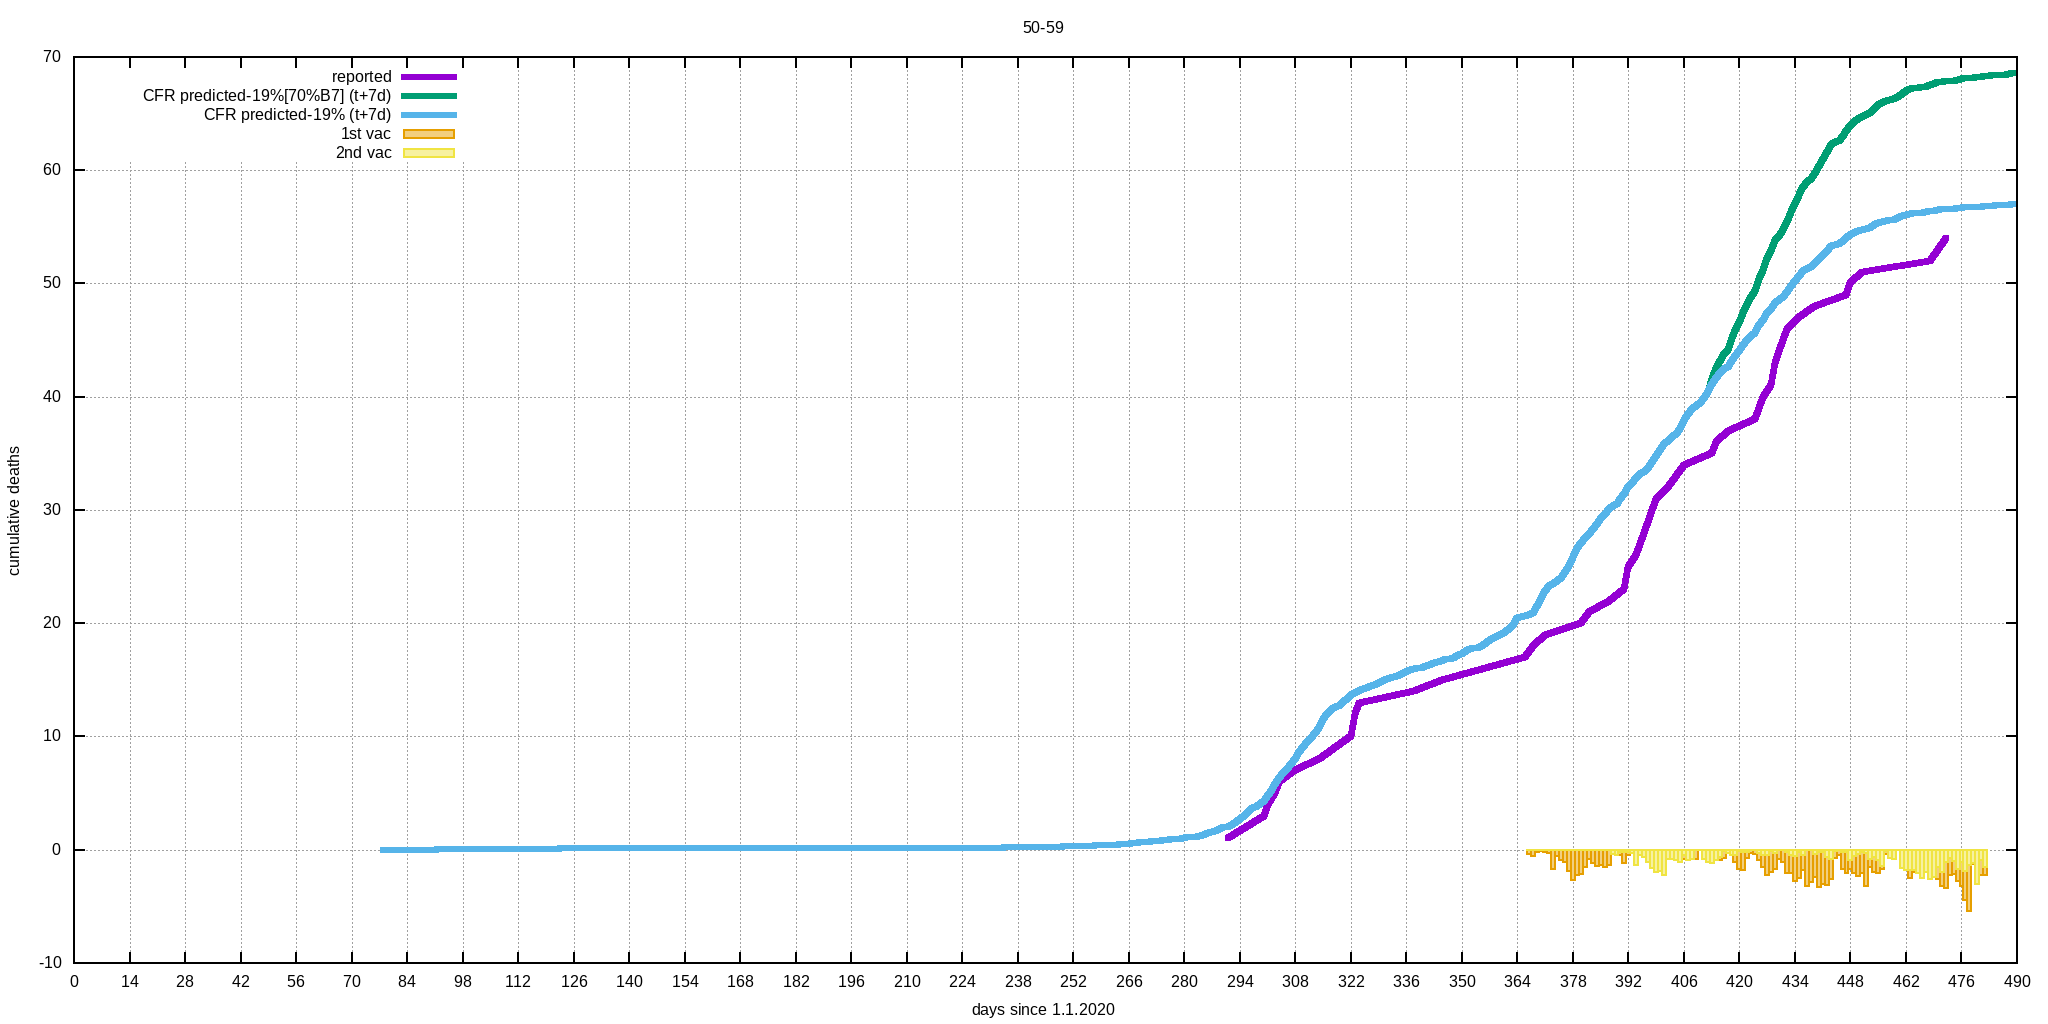 50-59
reported
CFR predicted-19%[70%B7] (t+7d)
CFR predicted-19% (t+7d)
1st vac
2nd vac
70
60
50
40
30
20
10
0
-10
cumulative deaths
0 14 28 42 56 70 84 98 112 126 140 154 168 182 196 210 224 238 252 266 280 294 308 322 336 350 364 378 392 406 420 434 448 462 476 490
days since 1.1.2020